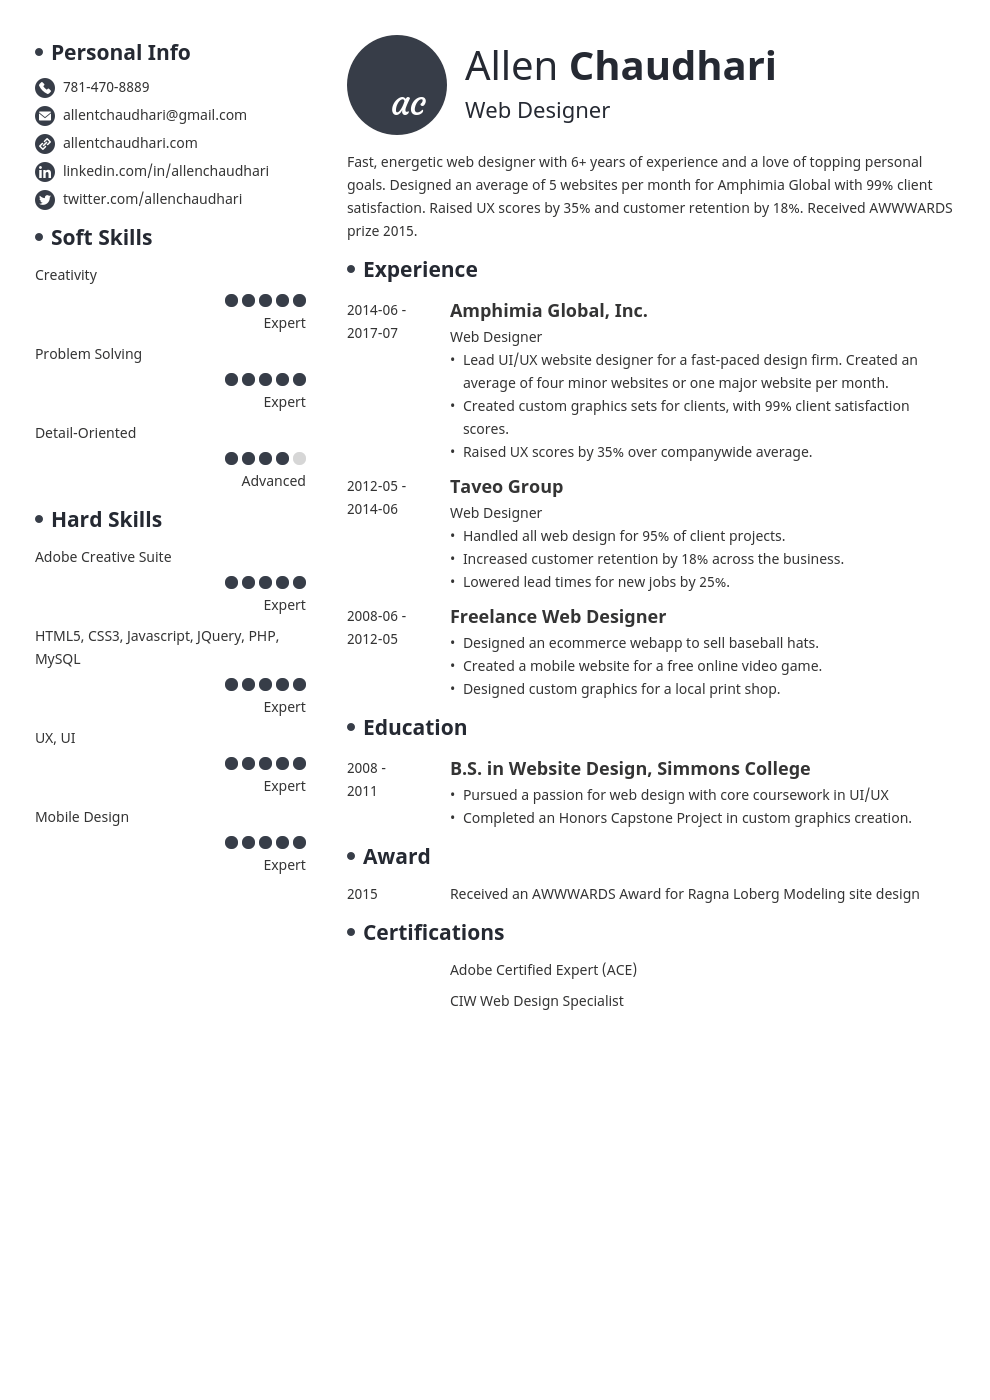 Personal Info
781-470-8889
allentchaudhari@gmail.com
allentchaudhari.com
linkedin.com/in/allenchaudhari
twitter.com/allenchaudhari
Soft Skills
Creativity
Expert
Problem Solving
Expert
Detail-Oriented
Advanced
Hard Skills
Adobe Creative Suite
Expert
HTML5, CSS3, Javascript, JQuery, PHP,
MySQL
Expert
UX, UI
Expert
Mobile Design
Expert
ac
Allen Chaudhari
Web Designer
Fast, energetic web designer with 6+ years of experience and a love of topping personal
goals. Designed an average of 5 websites per month for Amphimia Global with 99% client
satisfaction. Raised UX scores by 35% and customer retention by 18%. Received AWWWARDS
prize 2015.
Experience
2014-06 -
2017-07
Amphimia Global, Inc.
Web Designer
• Lead UI/UX website designer for a fast-paced design firm. Created an
average of four minor websites or one major website per month.
• Created custom graphics sets for clients, with 99% client satisfaction
scores.
• Raised UX scores by 35% over companywide average.
2012-05 -
2014-06
Taveo Group
Web Designer
• Handled all web design for 95% of client projects.
• Increased customer retention by 18% across the business.
• Lowered lead times for new jobs by 25%.
2008-06 -
2012-05
Freelance Web Designer
• Designed an ecommerce webapp to sell baseball hats.
• Created a mobile website for a free online video game.
• Designed custom graphics for a local print shop.
Education
2008 -
2011
B.S. in Website Design, Simmons College
• Pursued a passion for web design with core coursework in UI/UX
• Completed an Honors Capstone Project in custom graphics creation.
Award
2015
Received an AWWWARDS Award for Ragna Loberg Modeling site design
Certifications
Adobe Certified Expert (ACE)
CIW Web Design Specialist